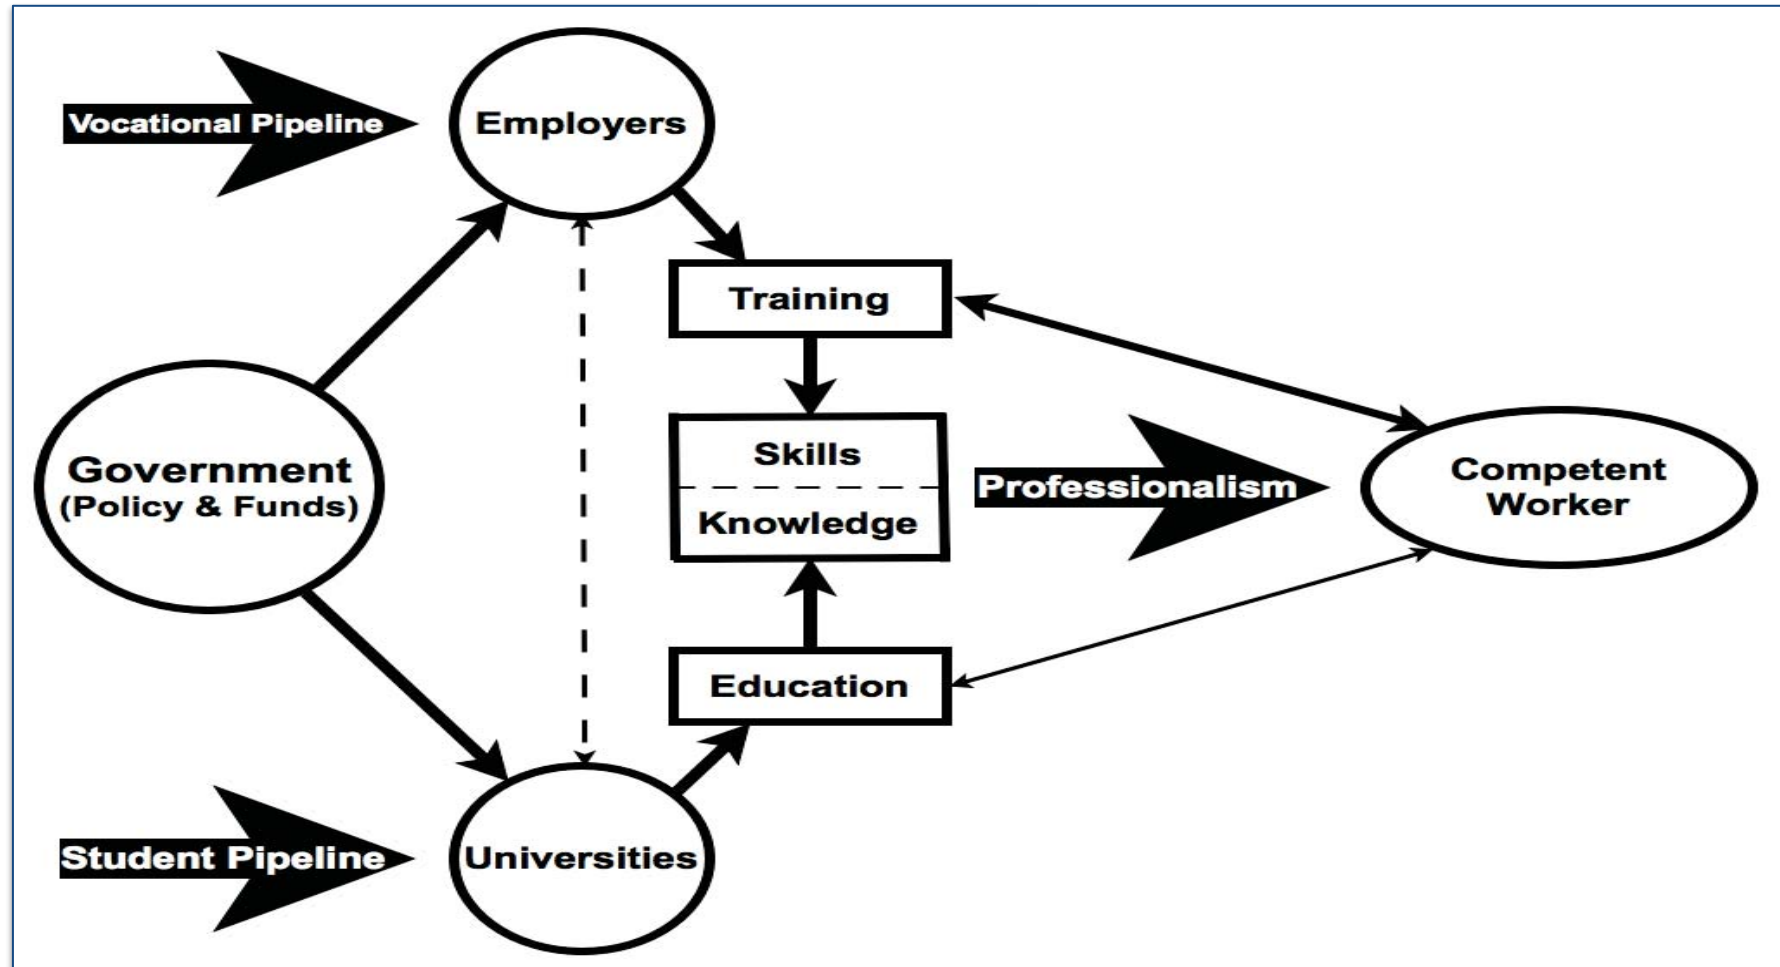 Vocational Pipeline
Employers
Training
Government
(Policy & Funds)
Skills
Knowledge
Professionalism
Competent
Worker
Education
Student Pipeline
Universities